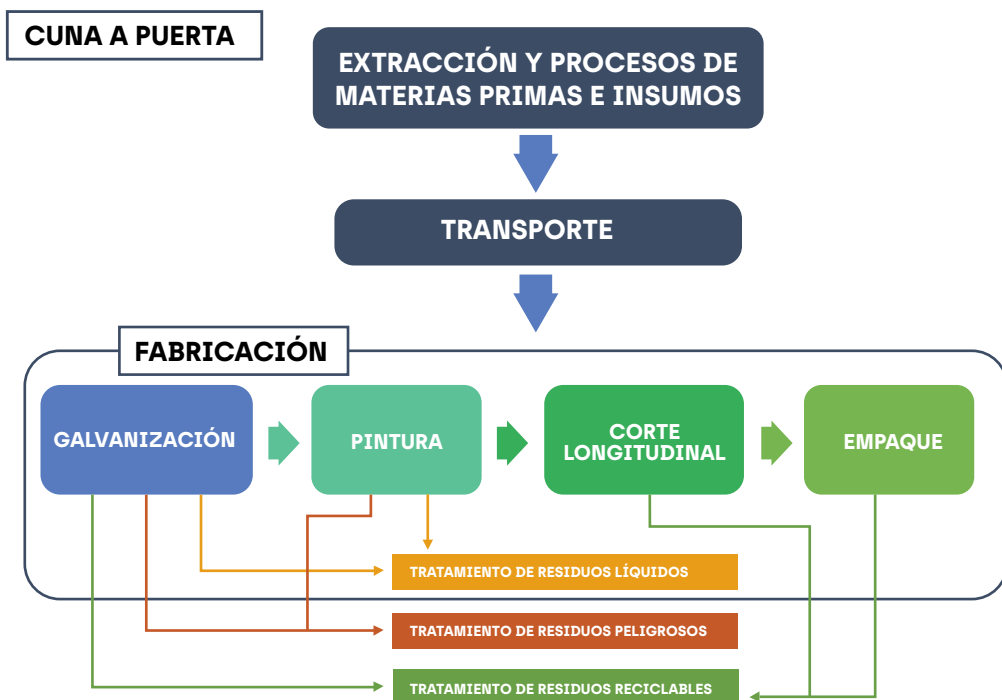 CUNA A PUERTA
EXTRACCIÓN Y PROCESOS DE
MATERIAS PRIMAS E INSUMOS
TRANSPORTE
FABRICACIÓN
GALVANIZACIÓN
PINTURA
CORTE
LONGITUDINAL
EMPAQUE
TRATAMIENTO DE RESIDUOS LÍQUIDOS
TRATAMIENTO DE RESIDUOS PELIGROSOS
TRATAMIENTO DE RESIDUOS RECICLABLES